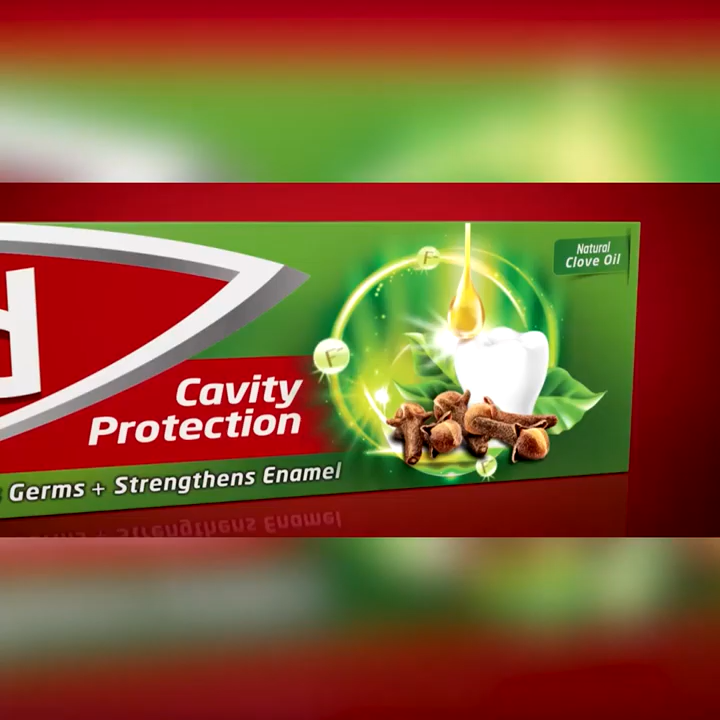 d
Natural
Clove Oil
F
F
Cavity
Protection
Germs + Strengthens Enamel
F